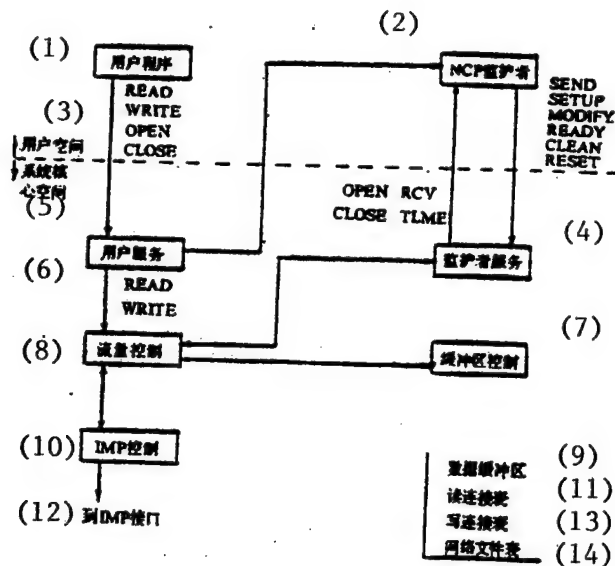 (2)
(1)
用户程序
NCP监护者
READ
WRITE
OPEN
CLOSE
SEND
SETUP
MODIFY
READY
CLEAN
RESET
(3)
用户空间
系统核
心空间
OPEN RCV
CLOSE TLME
(5)
(4)
用户服务
监护者服务
(6)
READ
WRITE
(7)
(8)
流量控制
缓冲区控制
(10)
IMP控制
(9)
数据缓冲区
(11)
读连接表
(12)
到IMP接口
(13)
写连接表
(14)
网络文件表